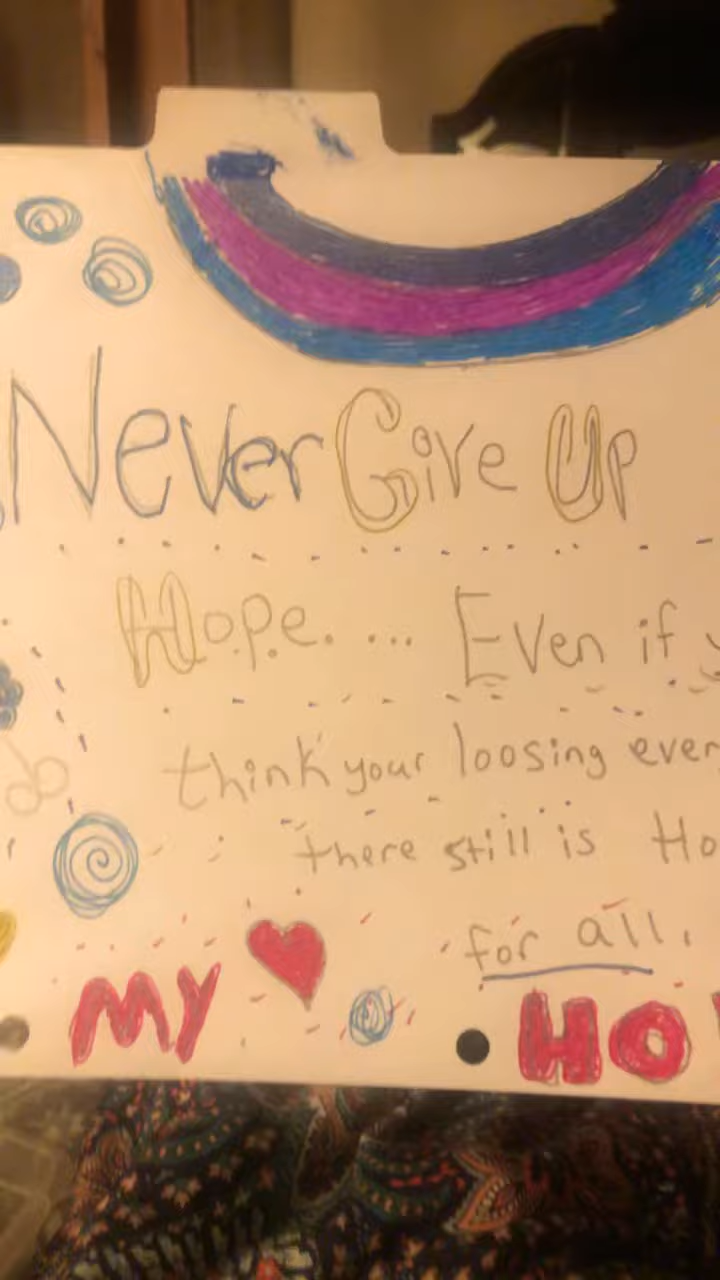 Never Give Up
Hope.... Even if
think your loosing
there still is
for all.
MY